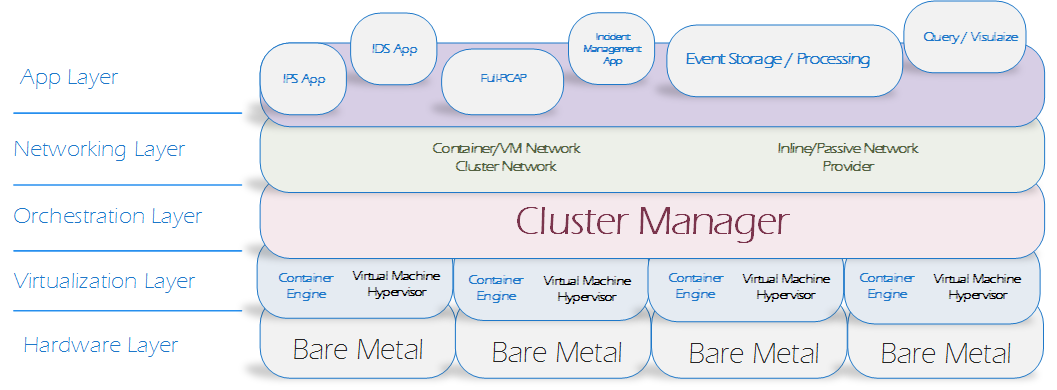 App Layer
IPS App
IDS App
Full-PCAP
Incident
Management
App
Event Storage / Processing
Query / Visulaize
Networking Layer
Container/VM Network
Cluster Network
Inline/Passive Network
Provider
Orchestration Layer
Cluster Manager
Virtualization Layer
Container
Engine
Virtual Machine
Hypervisor
Container
Engine
Virtual Machine
Hypervisor
Container
Engine
Virtual Machine
Hypervisor
Container
Engine
Virtual Machine
Hypervisor
Hardware Layer
Bare Metal
Bare Metal
Bare Metal
Bare Metal